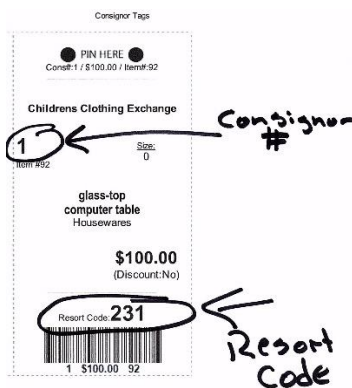 Consignor Tags
PIN HERE
Cons#:1 / $100.00 / Item#:92
Childrens Clothing Exchange
Consignor
#
1
Size:
0
Item #92
glass-top
computer table
Housewares
$100.00
(Discount:No)
Resort Code:231
Resort
Code
1 $100.00 92